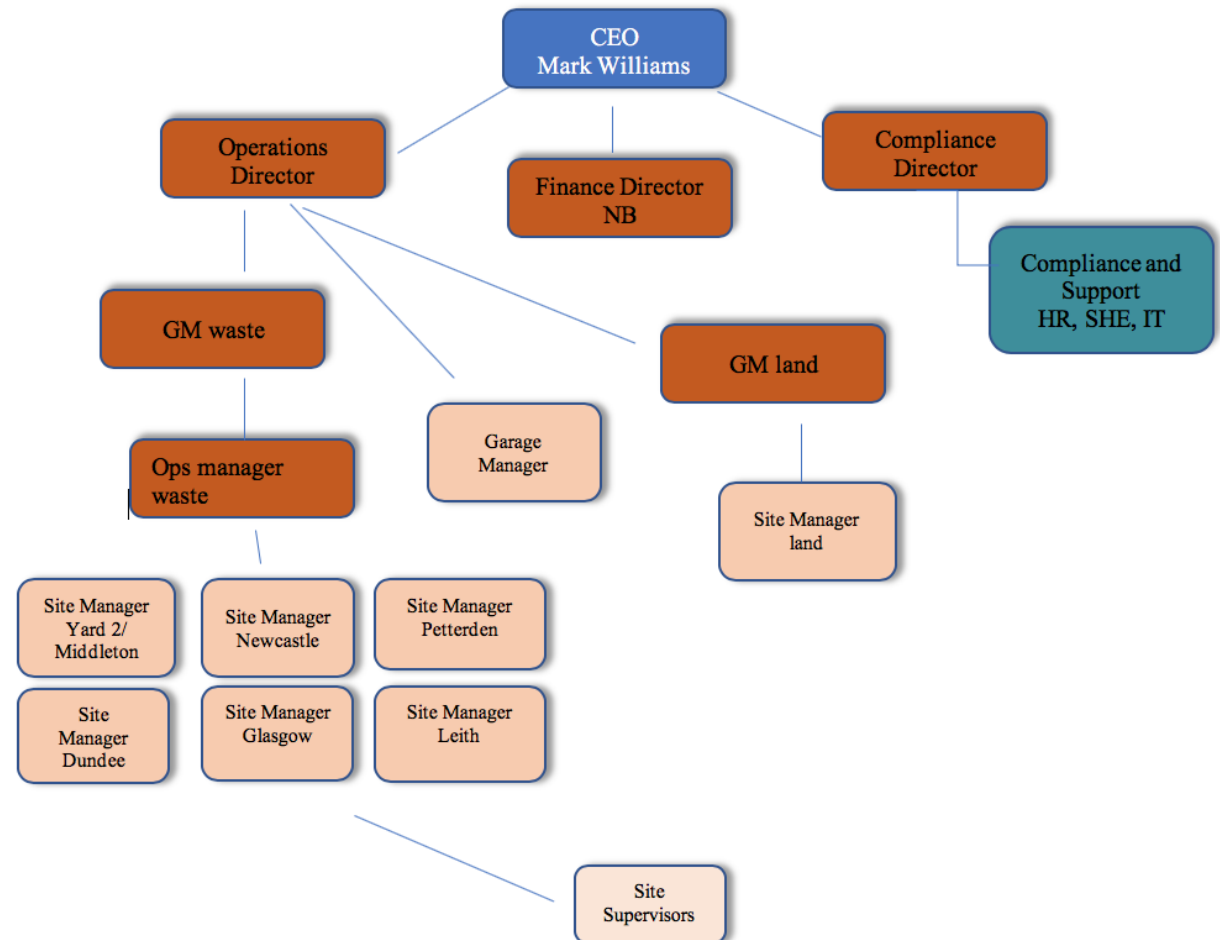 CEO
Mark Williams
Operations
Director
Finance Director
NB
Compliance
Director
Compliance and
Support
HR, SHE, IT
GM waste
GM land
Ops manager
waste
Garage
Manager
Site Manager
land
Site Manager
Yard 2/
Middleton
Site Manager
Newcastle
Site Manager
Petterden
Site
Manager
Dundee
Site Manager
Glasgow
Site Manager
Leith
Site
Supervisors